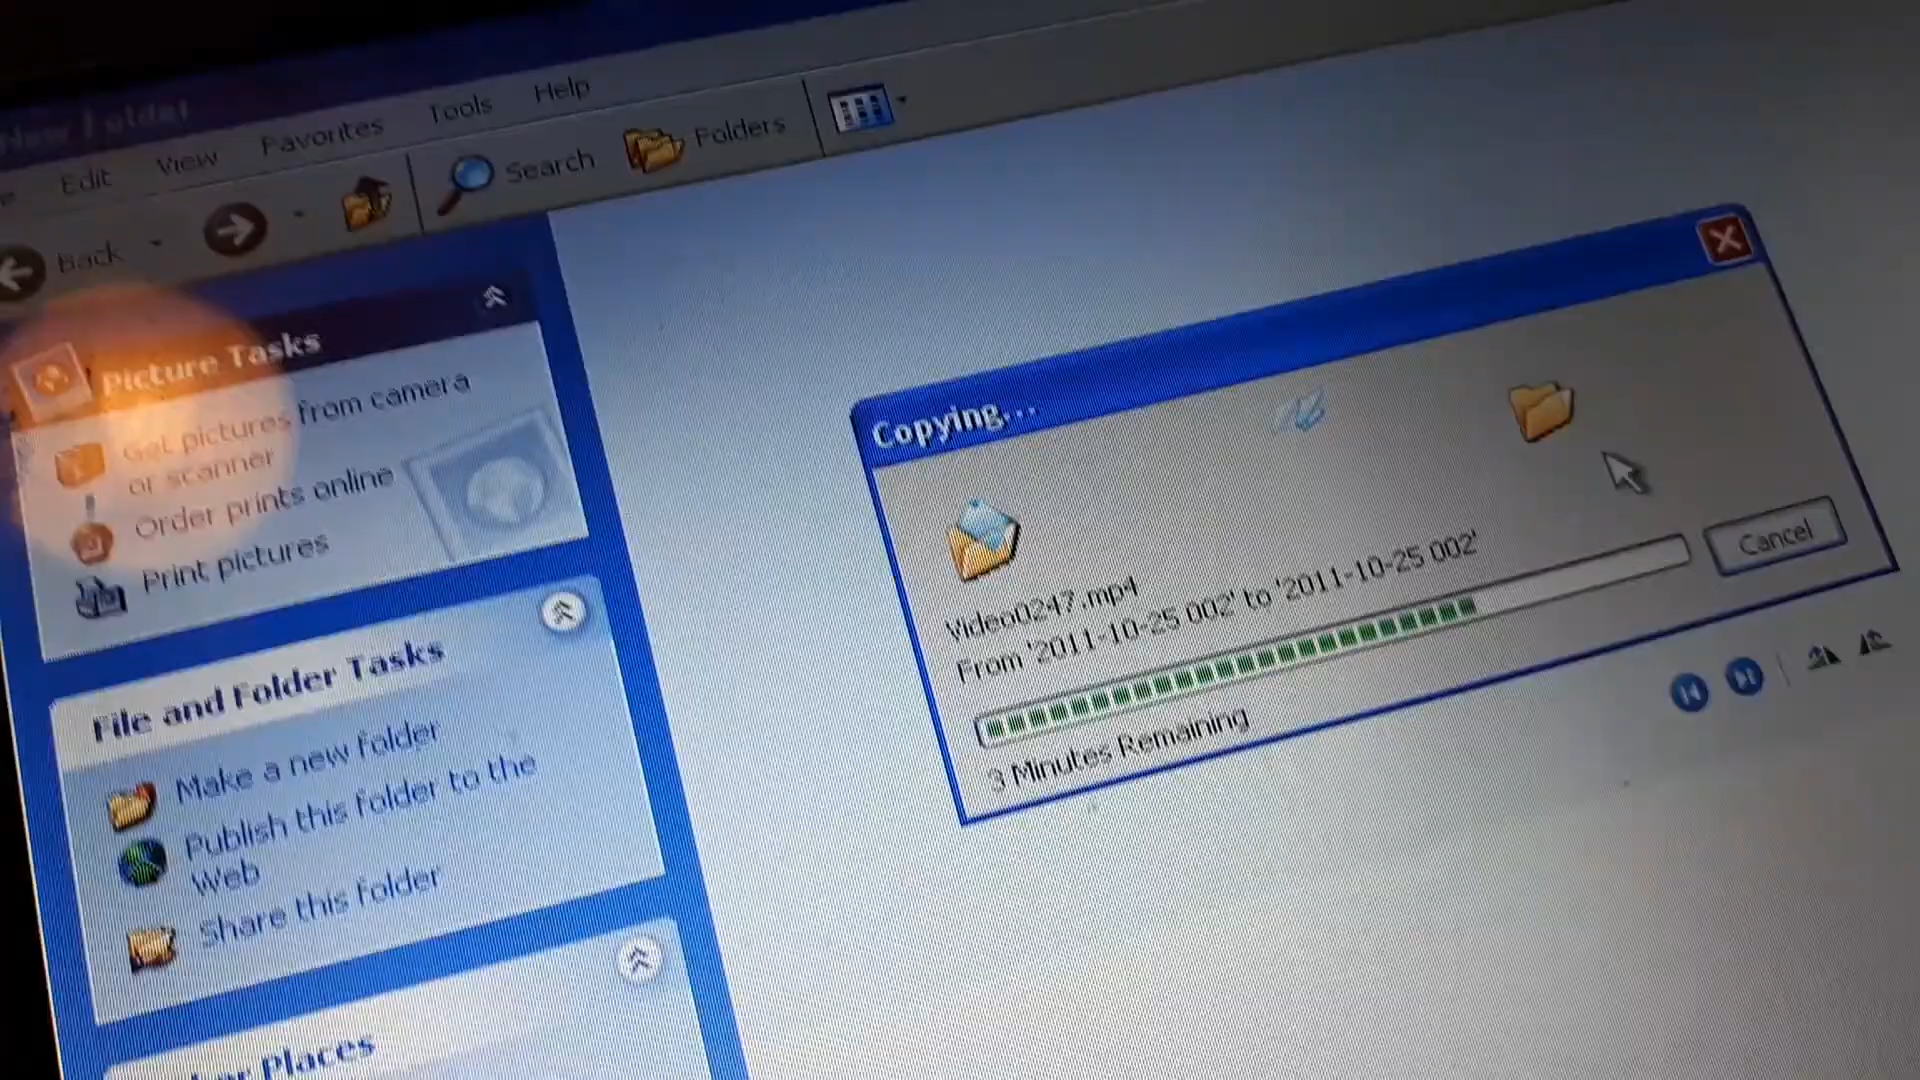 New Folder
Edit View Favorites Tools Help
Back Search Folders
Picture Tasks
Get pictures from camera
or scanner
Order prints online
Print pictures
File and Folder Tasks
Make a new folder
Publish this folder to the
Web
Share this folder
Places
Copying...
Video0247.mp4
From '2011-10-25 002' to '2011-10-25 002'
Cancel
3 Minutes Remaining